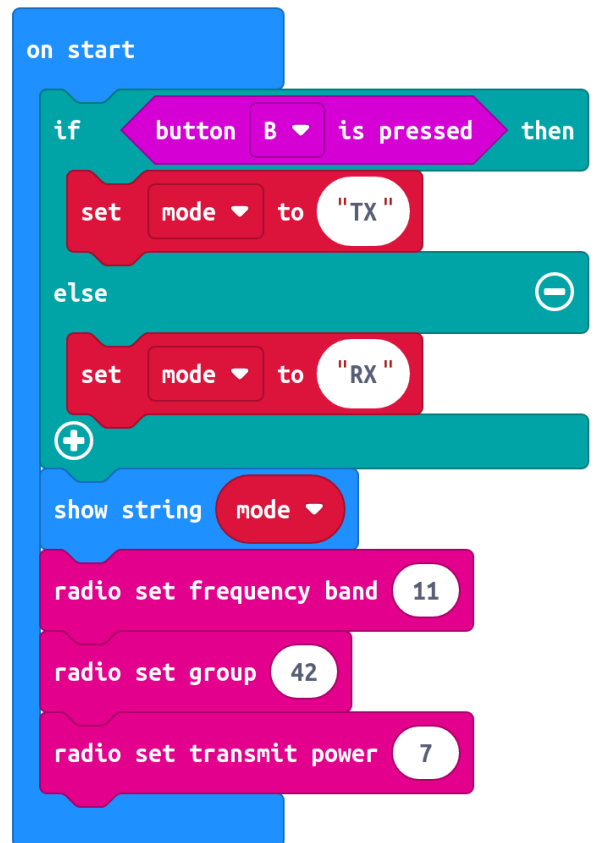 on start
if button B is pressed then
set mode to "TX"
else
set mode to "RX"
show string mode
radio set frequency band 11
radio set group 42
radio set transmit power 7